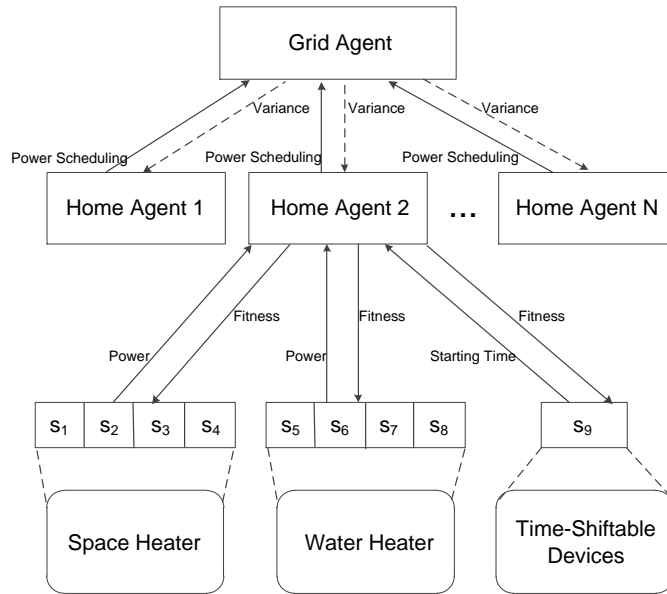 Grid Agent
Variance Variance Variance
Power Scheduling Power Scheduling Power Scheduling
Home Agent 1 Home Agent 2 ... Home Agent N
Fitness Fitness Fitness
Power Power Starting Time
s1 s2 s3 s4 s5 s6 s7 s8 s9
Space Heater Water Heater Time-Shiftable
Devices